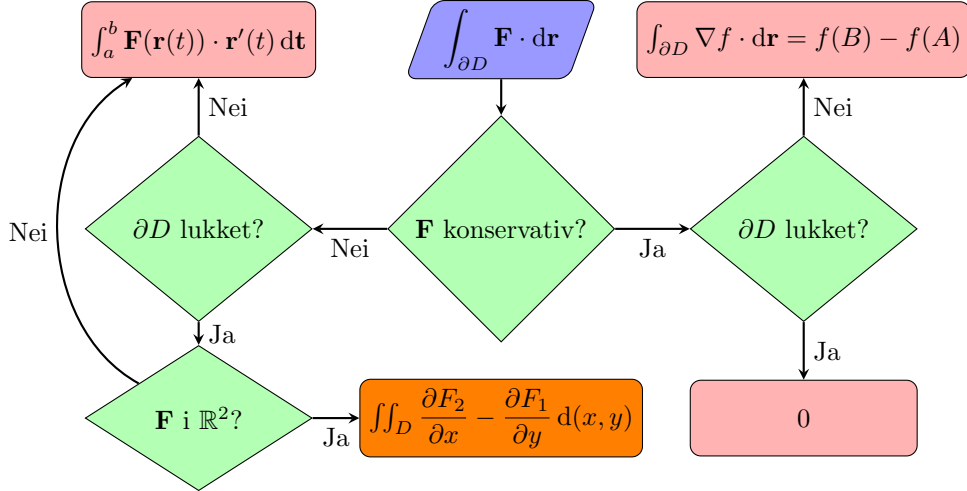 ∫_a^b F(r(t)) · r′(t) dt
∫_{∂D} F · dr
∫_{∂D} ∇f · dr = f(B) − f(A)
Nei
Nei
∂D lukket?
Nei
F konservativ?
Ja
∂D lukket?
Nei
Ja
Ja
F i ℝ²?
Ja
∬_D ∂F₂/∂x − ∂F₁/∂y d(x, y)
0